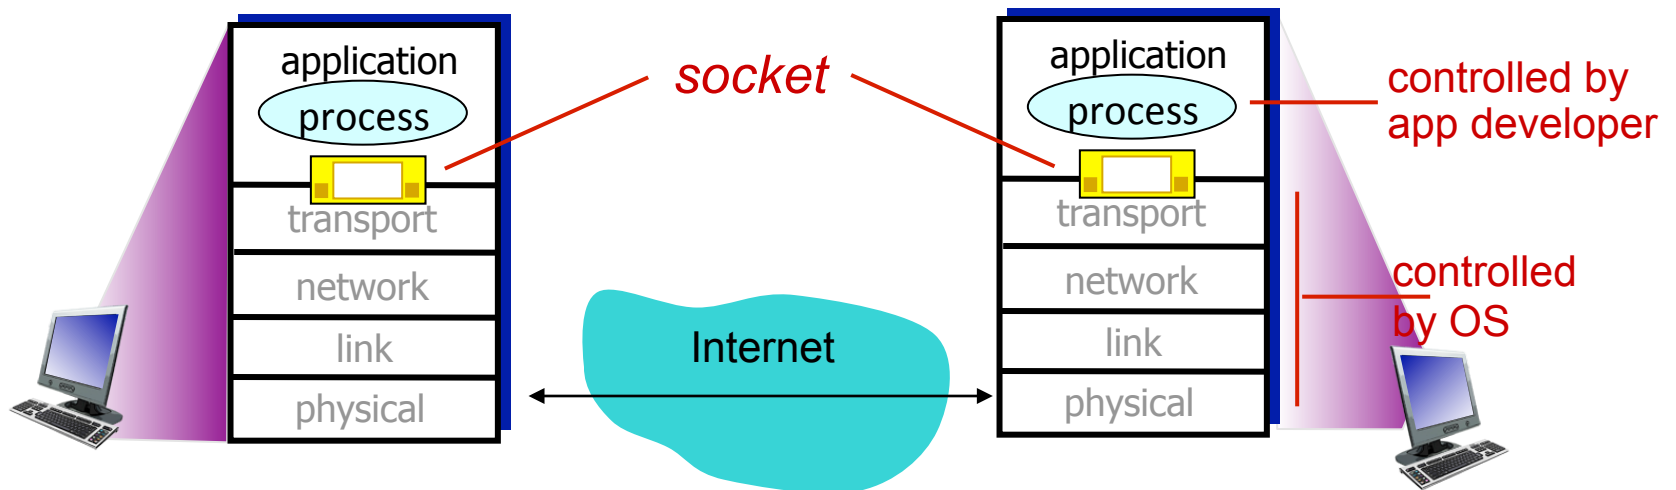 application
process
transport
network
link
physical
socket
Internet
application
process
transport
network
link
physical
controlled by
app developer
controlled
by OS